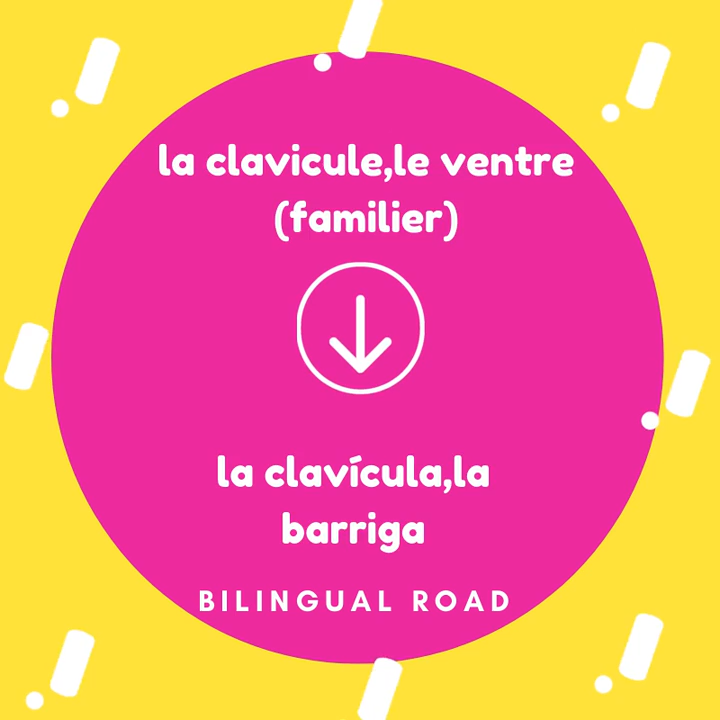 la clavicule,le ventre
(familier)
la clavícula,la
barriga
BILINGUAL ROAD